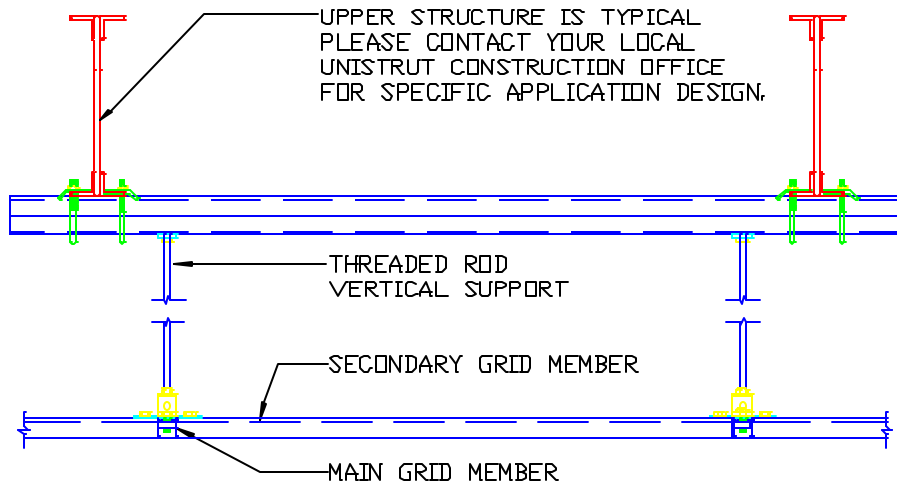 UPPER STRUCTURE IS TYPICAL
PLEASE CONTACT YOUR LOCAL
UNISTRUT CONSTRUCTION OFFICE
FOR SPECIFIC APPLICATION DESIGN.
THREADED ROD
VERTICAL SUPPORT
SECONDARY GRID MEMBER
MAIN GRID MEMBER